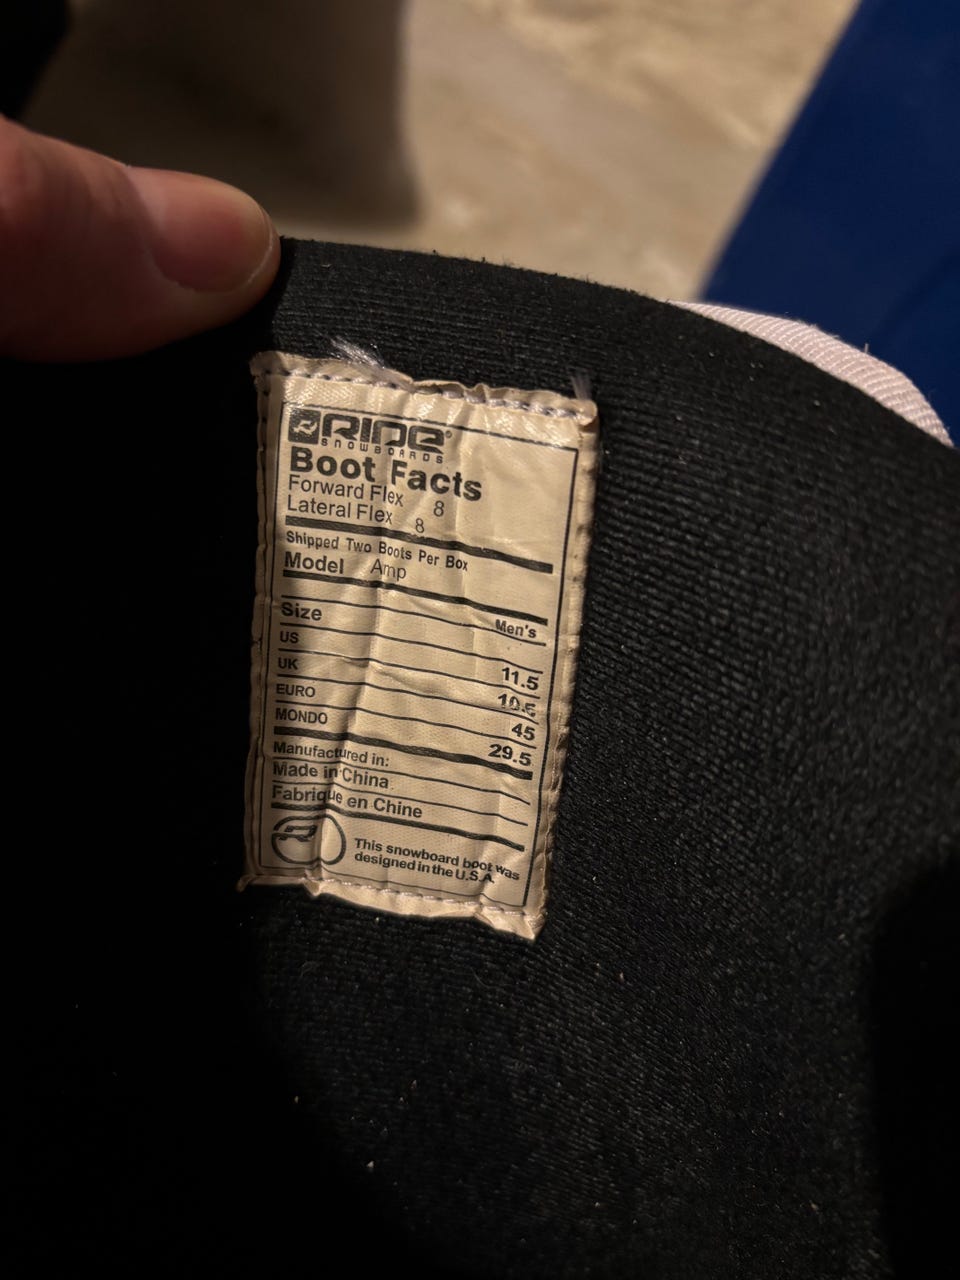 RIDE®
SNOWBOARDS
Boot Facts
Forward Flex 8
Lateral Flex 8
Shipped Two Boots Per Box
Model Amp
Size Men's
US 11.5
UK 10.5
EURO 45
MONDO 29.5
Manufactured in:
Made in China
Fabrique en Chine
This snowboard boot was
designed in the U.S.A.